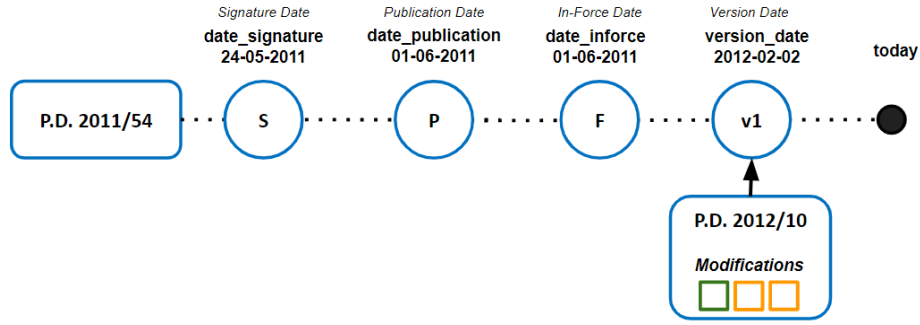 Signature Date
date_signature
24-05-2011
Publication Date
date_publication
01-06-2011
In-Force Date
date_inforce
01-06-2011
Version Date
version_date
2012-02-02
today
P.D. 2011/54
S
P
F
v1
P.D. 2012/10
Modifications